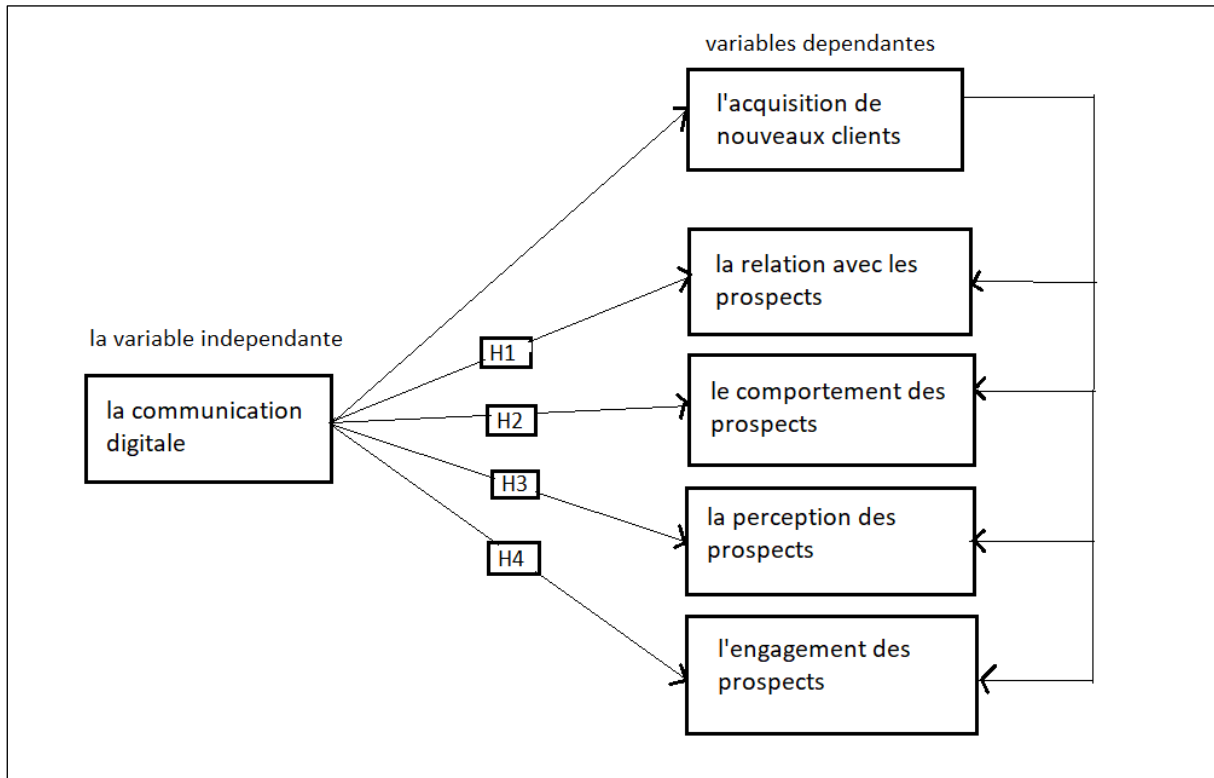 variables dependantes
l'acquisition de
nouveaux clients
la relation avec les
prospects
la variable independante
H1
le comportement des
prospects
la communication
digitale
H2
H3
la perception des
prospects
H4
l'engagement des
prospects